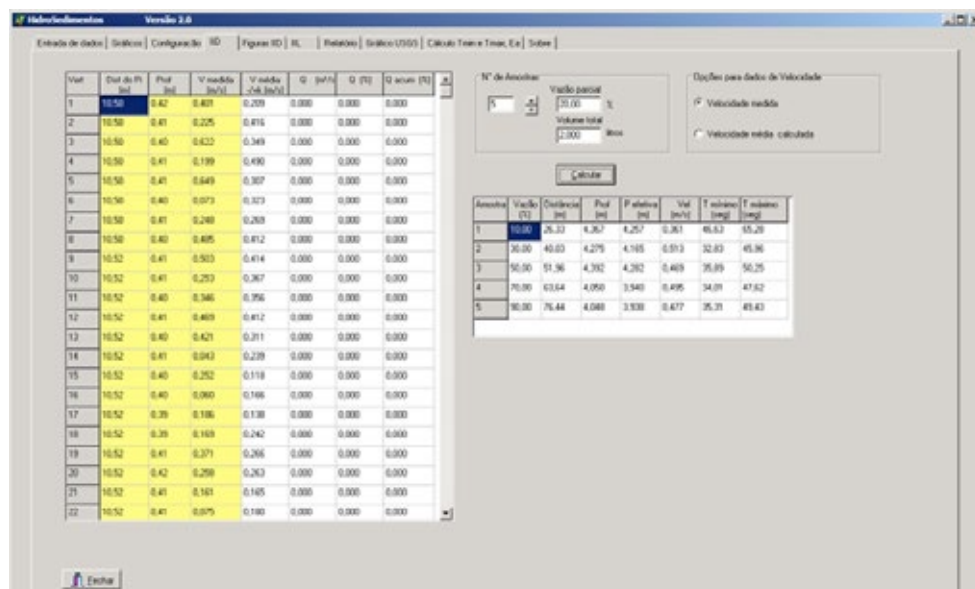 HidroSedimentos Versão 2.0
Entrada de dados Gráficos Configuração IID Figuras IID IIL Relatório Gráfico USGS Cálculo Tmin e Tmax, Ea Sobre
Vert Dist do PI (m) Prof (m) V medida (m/s) V média (m/s) Q (m³/s) Q (%) Q acum (%)
1 10,50 0,42 0,401 0,209 0,000 0,000 0,000
2 10,50 0,41 0,225 0,416 0,000 0,000 0,000
3 10,50 0,40 0,622 0,349 0,000 0,000 0,000
4 10,50 0,41 0,199 0,490 0,000 0,000 0,000
5 10,50 0,41 0,649 0,307 0,000 0,000 0,000
6 10,50 0,40 0,073 0,323 0,000 0,000 0,000
7 10,50 0,41 0,248 0,269 0,000 0,000 0,000
8 10,50 0,40 0,485 0,412 0,000 0,000 0,000
9 10,52 0,41 0,503 0,414 0,000 0,000 0,000
10 10,52 0,41 0,253 0,367 0,000 0,000 0,000
11 10,52 0,40 0,346 0,356 0,000 0,000 0,000
12 10,52 0,41 0,469 0,412 0,000 0,000 0,000
13 10,52 0,40 0,421 0,311 0,000 0,000 0,000
14 10,52 0,41 0,043 0,239 0,000 0,000 0,000
15 10,52 0,40 0,252 0,118 0,000 0,000 0,000
16 10,52 0,40 0,060 0,166 0,000 0,000 0,000
17 10,52 0,39 0,186 0,138 0,000 0,000 0,000
18 10,52 0,39 0,169 0,242 0,000 0,000 0,000
19 10,52 0,41 0,371 0,266 0,000 0,000 0,000
20 10,52 0,42 0,258 0,263 0,000 0,000 0,000
21 10,52 0,41 0,161 0,165 0,000 0,000 0,000
22 10,52 0,41 0,075 0,180 0,000 0,000 0,000
N° de Amostras
5
Vazão parcial
20,00 %
Volume total
2,000 litros
Opções para dados de Velocidade
Velocidade medida
Velocidade média calculada
Calcular
Amostra Vazão (%) Distância (m) Prof (m) P efetiva (m) Vel (m/s) T mínimo (seg) T máximo (seg)
1 10,00 26,33 4,367 4,257 0,361 46,63 65,28
2 30,00 40,03 4,275 4,165 0,513 32,83 45,96
3 50,00 51,96 4,392 4,282 0,469 35,89 50,25
4 70,00 63,64 4,050 3,940 0,495 34,01 47,62
5 90,00 76,44 4,048 3,938 0,477 35,31 49,43
Fechar